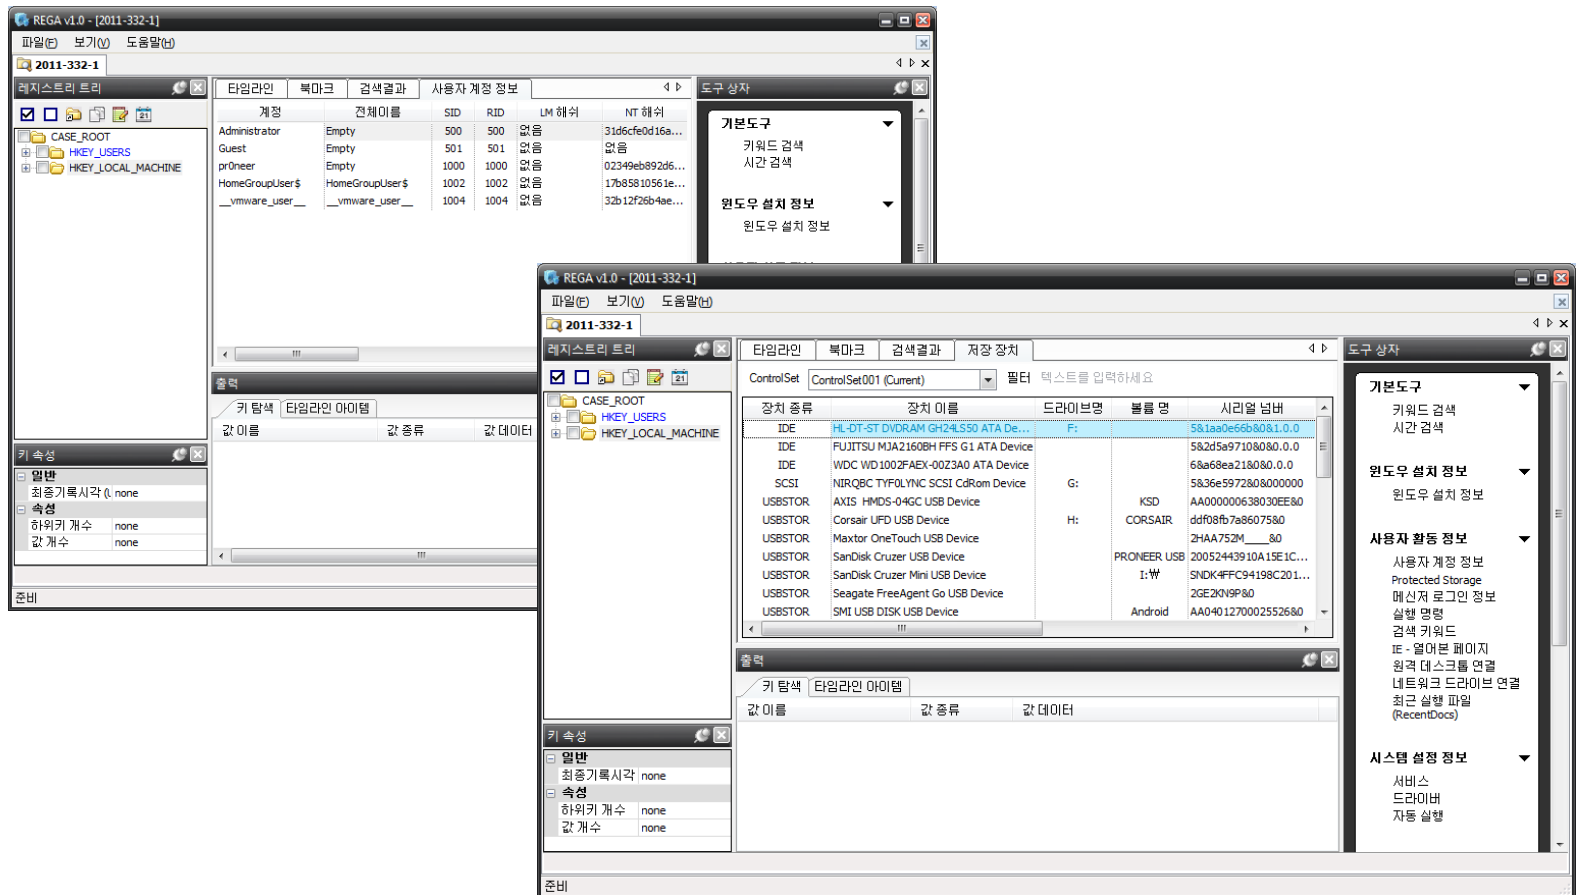 REGA v1.0 - [2011-332-1]
파일(F) 보기(V) 도움말(H)
2011-332-1
레지스트리 트리
CASE_ROOT
HKEY_USERS
HKEY_LOCAL_MACHINE
타임라인 북마크 검색결과 사용자 계정 정보
계정 전체이름 SID RID LM 해쉬 NT 해쉬
Administrator Empty 500 500 없음 31d6cfe0d16a...
Guest Empty 501 501 없음 없음
pr0neer Empty 1000 1000 없음 02349eb892d6...
HomeGroupUser$ HomeGroupUser$ 1002 1002 없음 17b85810561e...
__vmware_user__ __vmware_user__ 1004 1004 없음 32b12f26b4ae...
도구 상자
기본도구
키워드 검색
시간 검색
윈도우 설치 정보
윈도우 설치 정보
출력
키 탐색 타임라인 아이템
값 이름 값 종류 값 데이터
키 속성
일반
최종기록시각 (L none
속성
하위키 개수 none
값 개수 none
준비
REGA v1.0 - [2011-332-1]
파일(F) 보기(V) 도움말(H)
2011-332-1
레지스트리 트리
CASE_ROOT
HKEY_USERS
HKEY_LOCAL_MACHINE
타임라인 북마크 검색결과 저장 장치
ControlSet ControlSet001 (Current) 필터 텍스트를 입력하세요
장치 종류 장치 이름 드라이브명 볼륨 명 시리얼 넘버
IDE HL-DT-ST DVDRAM GH24LS50 ATA De... F: 5&1aa0e66b&0&1.0.0
IDE FUJITSU MJA2160BH FFS G1 ATA Device 5&2d5a9710&0&0.0.0
IDE WDC WD1002FAEX-00Z3A0 ATA Device 6&a68ea21&0&0.0.0
SCSI NIRQBC TYF0LYNC SCSI CdRom Device G: 5&36e5972&0&000000
USBSTOR AXIS HMDS-04GC USB Device KSD AA000000638030EE&0
USBSTOR Corsair UFD USB Device H: CORSAIR ddf08fb7a86075&0
USBSTOR Maxtor OneTouch USB Device 2HAA752M____&0
USBSTOR SanDisk Cruzer USB Device PRONEER USB 20052443910A15E1C...
USBSTOR SanDisk Cruzer Mini USB Device I:₩ SNDK4FFC94198C201...
USBSTOR Seagate FreeAgent Go USB Device 2GE2KN9P&0
USBSTOR SMI USB DISK USB Device Android AA04012700025526&0
도구 상자
기본도구
키워드 검색
시간 검색
윈도우 설치 정보
윈도우 설치 정보
사용자 활동 정보
사용자 계정 정보
Protected Storage
메신저 로그인 정보
실행 명령
검색 키워드
IE - 열어본 페이지
원격 데스크톱 연결
네트워크 드라이브 연결
최근 실행 파일
(RecentDocs)
시스템 설정 정보
서비스
드라이버
자동 실행
출력
키 탐색 타임라인 아이템
값 이름 값 종류 값 데이터
키 속성
일반
최종기록시각 none
속성
하위키 개수 none
값 개수 none
준비